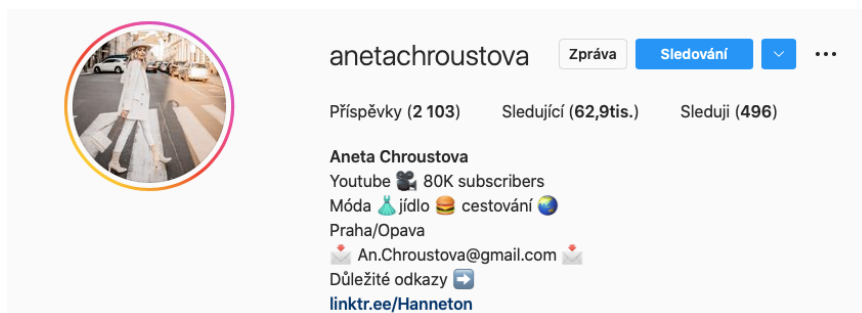 anetachroustova Zpráva Sledování
Příspěvky (2 103) Sledující (62,9tis.) Sleduji (496)
Aneta Chroustova
Youtube 🎥 80K subscribers
Móda 👗 jídlo 🍔 cestování 🌏
Praha/Opava
📩 An.Chroustova@gmail.com 📩
Důležité odkazy ➡️
linktr.ee/Hanneton